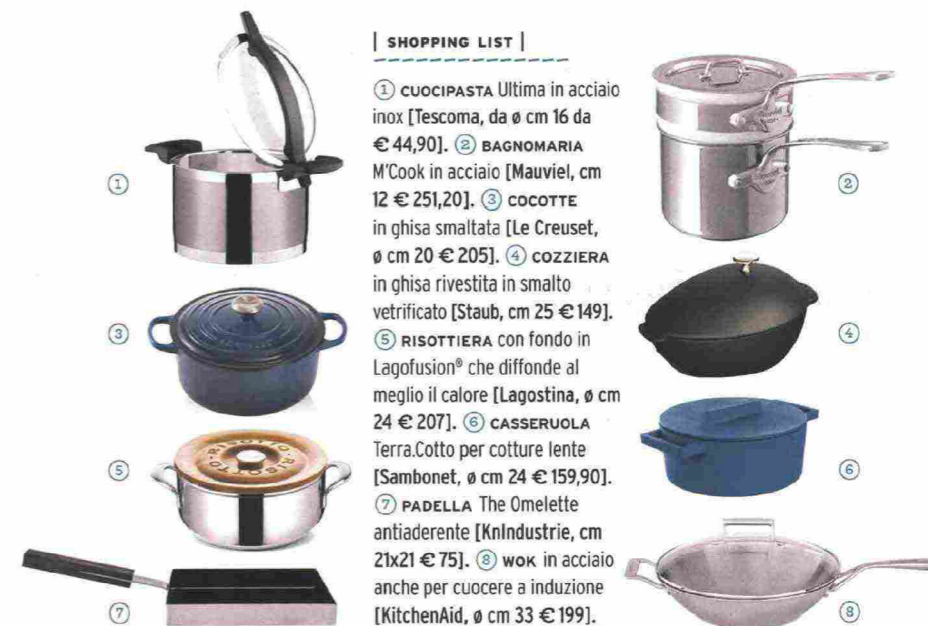 | SHOPPING LIST |
① CUOCIPASTA Ultima in acciaio
inox [Tescoma, da ø cm 16 da
€ 44,90]. ② BAGNOMARIA
M'Cook in acciaio [Mauviel, cm
12 € 251,20]. ③ COCOTTE
in ghisa smaltata [Le Creuset,
ø cm 20 € 205]. ④ COZZIERA
in ghisa rivestita in smalto
vetrificato [Staub, cm 25 € 149].
⑤ RISOTTIERA con fondo in
Lagofusion® che diffonde al
meglio il calore [Lagostina, ø cm
24 € 207]. ⑥ CASSERUOLA
Terra.Cotto per cotture lente
[Sambonet, ø cm 24 € 159,90].
⑦ PADELLA The Omelette
antiaderente [KnIndustrie, cm
21x21 € 75]. ⑧ WOK in acciaio
anche per cuocere a induzione
[KitchenAid, ø cm 33 € 199].
①
②
③
④
RISOTTO · RISOTTO
⑤
⑥
⑦
⑧